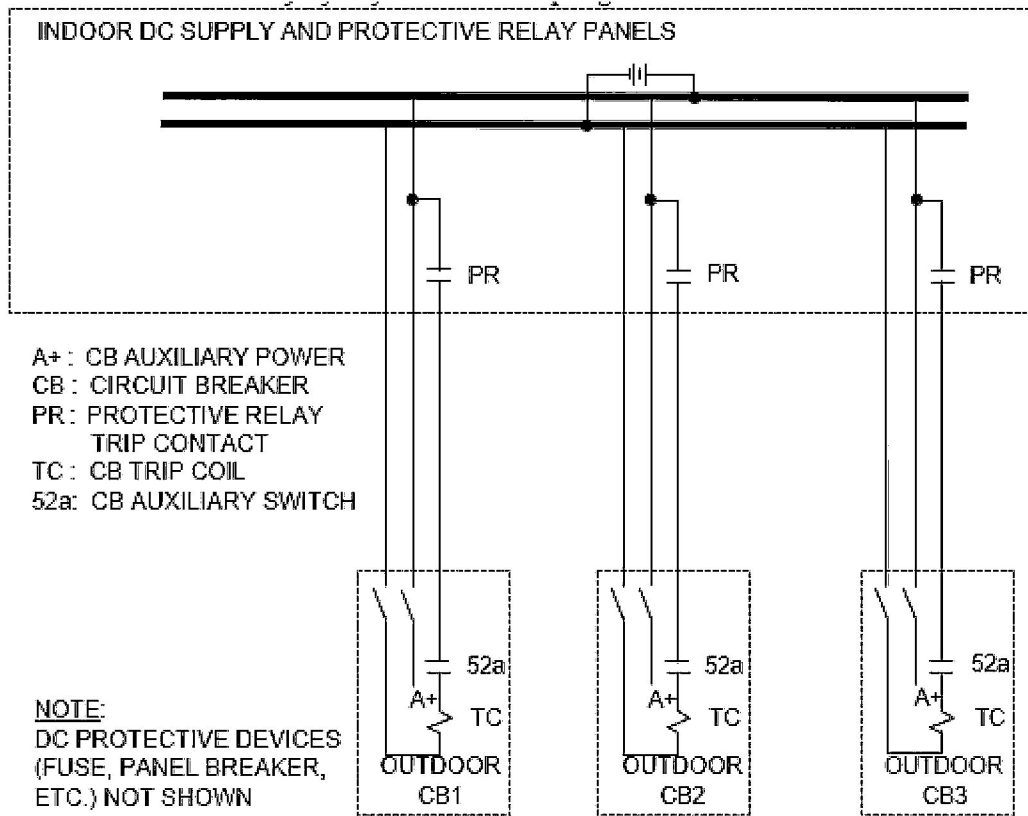 INDOOR DC SUPPLY AND PROTECTIVE RELAY PANELS
PR
PR
PR
A+ : CB AUXILIARY POWER
CB : CIRCUIT BREAKER
PR : PROTECTIVE RELAY
TRIP CONTACT
TC : CB TRIP COIL
52a: CB AUXILIARY SWITCH
52a
52a
52a
A+
TC
A+
TC
A+
TC
NOTE:
DC PROTECTIVE DEVICES
(FUSE, PANEL BREAKER,
ETC.) NOT SHOWN
OUTDOOR
CB1
OUTDOOR
CB2
OUTDOOR
CB3